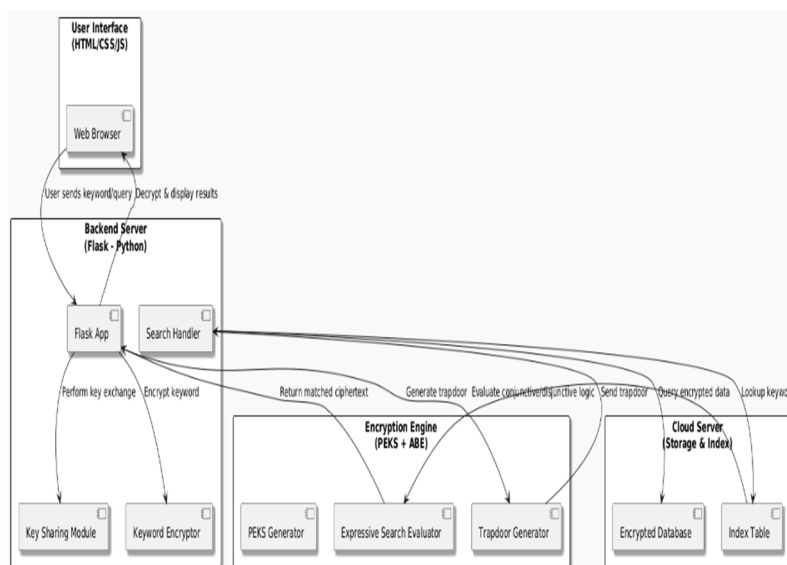 User Interface
(HTML/CSS/JS)
Web Browser
User sends keyword/query
Decrypt & display results
Backend Server
(Flask - Python)
Flask App
Search Handler
Perform key exchange
Encrypt keyword
Return matched ciphertext
Generate trapdoor
Evaluate conjunctive/disjunctive logic
Send trapdoor
Query encrypted data
Lookup keywo
Encryption Engine
(PEKS + ABE)
Cloud Server
(Storage & Index)
Key Sharing Module
Keyword Encryptor
PEKS Generator
Expressive Search Evaluator
Trapdoor Generator
Encrypted Database
Index Table